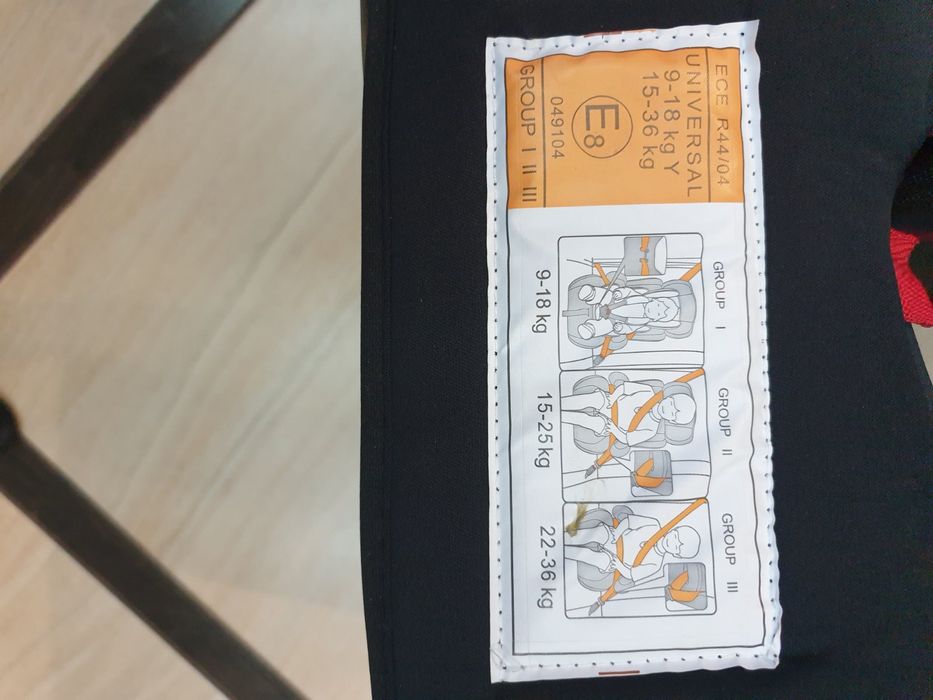 ECE R44/04
UNIVERSAL
9-18 kg Y
15-36 kg
E8
049104
GROUP I II III
GROUP I
9-18 kg
GROUP II
15-25 kg
GROUP III
22-36 kg